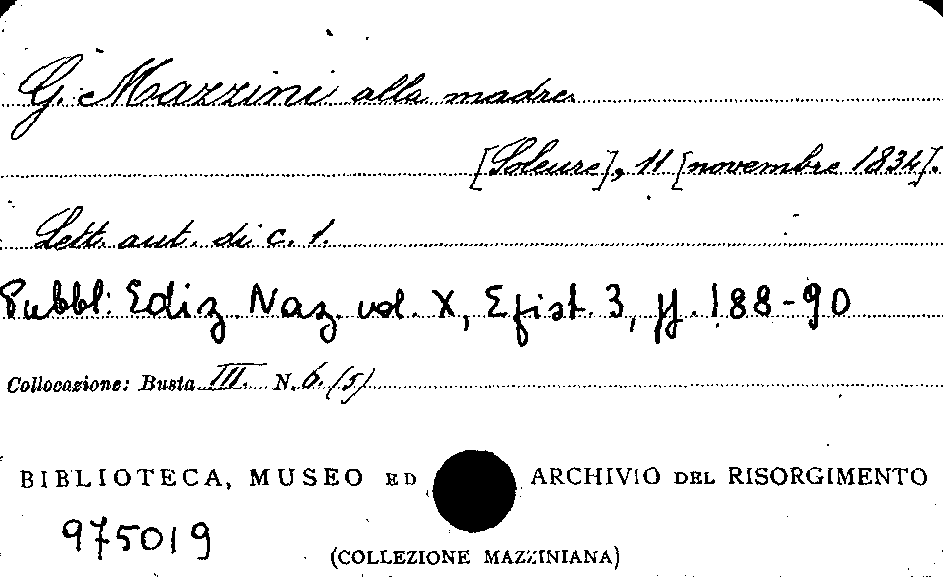 G. Mazzini alla madre
[Soleure], 11 [novembre 1834].
Lett. aut. di c. 1.
Pubbl: Ediz. Naz. vol. X, Epist. 3, pp. 188-90
Collocazione: Busta III. N. 6. (5)
BIBLIOTECA, MUSEO ED ARCHIVIO DEL RISORGIMENTO
975019
(COLLEZIONE MAZZINIANA)